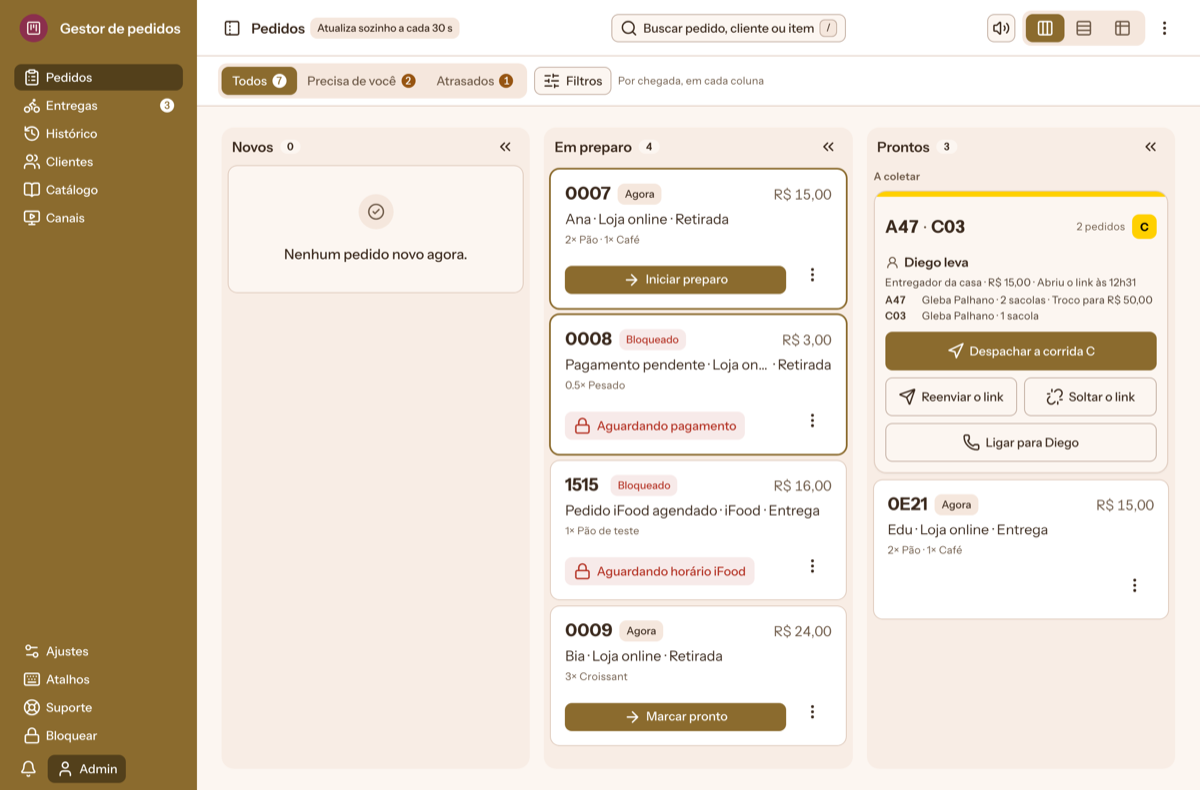 Gestor de pedidos
Pedidos
Entregas 3
Histórico
Clientes
Catálogo
Canais
Ajustes
Atalhos
Suporte
Bloquear
Admin
Pedidos
Atualiza sozinho a cada 30 s
Buscar pedido, cliente ou item /
Todos 7
Precisa de você 2
Atrasados 1
Filtros
Por chegada, em cada coluna
Novos 0
Nenhum pedido novo agora.
Em preparo 4
0007 Agora R$ 15,00
Ana · Loja online · Retirada
2× Pão · 1× Café
Iniciar preparo
0008 Bloqueado R$ 3,00
Pagamento pendente · Loja on... · Retirada
0.5× Pesado
Aguardando pagamento
1515 Bloqueado R$ 16,00
Pedido iFood agendado · iFood · Entrega
1× Pão de teste
Aguardando horário iFood
0009 Agora R$ 24,00
Bia · Loja online · Retirada
3× Croissant
Marcar pronto
Prontos 3
A coletar
A47 · C03 2 pedidos C
Diego leva
Entregador da casa · R$ 15,00 · Abriu o link às 12h31
A47 Gleba Palhano · 2 sacolas · Troco para R$ 50,00
C03 Gleba Palhano · 1 sacola
Despachar a corrida C
Reenviar o link
Soltar o link
Ligar para Diego
0E21 Agora R$ 15,00
Edu · Loja online · Entrega
2× Pão · 1× Café